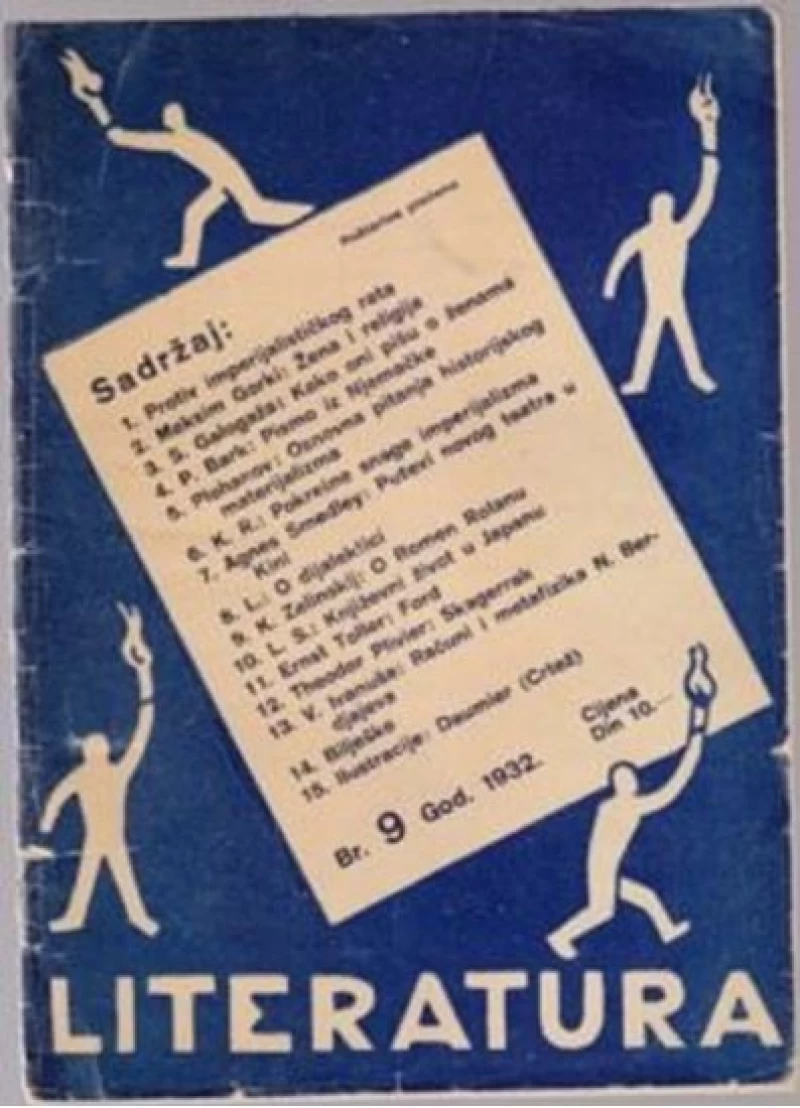 Poštarina plaćena
Sadržaj:
1. Protiv imperijalističkog rata
2. Maksim Gorki: Žena i religija
3. S. Galogaža: Kako oni pišu o ženama
4. P. Bark: Pismo iz Njemačke
5. Plehanov: Osnovna pitanja historijskog
materijalizma
6. K. R.: Pokretne snage imperijalizma
7. Agnes Smedley: Putevi novog teatra u
Kini
8. L.: O dijalektici
9. K. Zelinskij: O Romen Rolanu
10. L. S.: Književni život u Japanu
11. Ernst Toller: Ford
12. Theodor Plivier: Skagerrak
13. V. Ivanuša: Računi i metafizika N. Ber-
djajeva
14. Bilješke
15. Ilustracije: Daumier (Crtež)
Br. 9 God. 1932.
Cijena
Din 10.—
LITERATURA